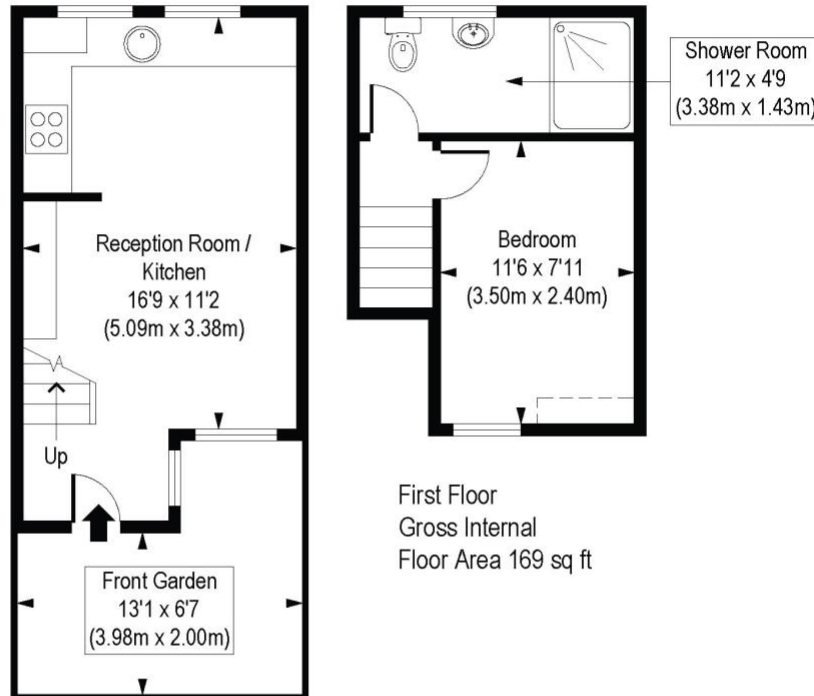 Reception Room /
Kitchen
16'9 x 11'2
(5.09m x 3.38m)
Up
Front Garden
13'1 x 6'7
(3.98m x 2.00m)
Shower Room
11'2 x 4'9
(3.38m x 1.43m)
Bedroom
11'6 x 7'11
(3.50m x 2.40m)
First Floor
Gross Internal
Floor Area 169 sq ft